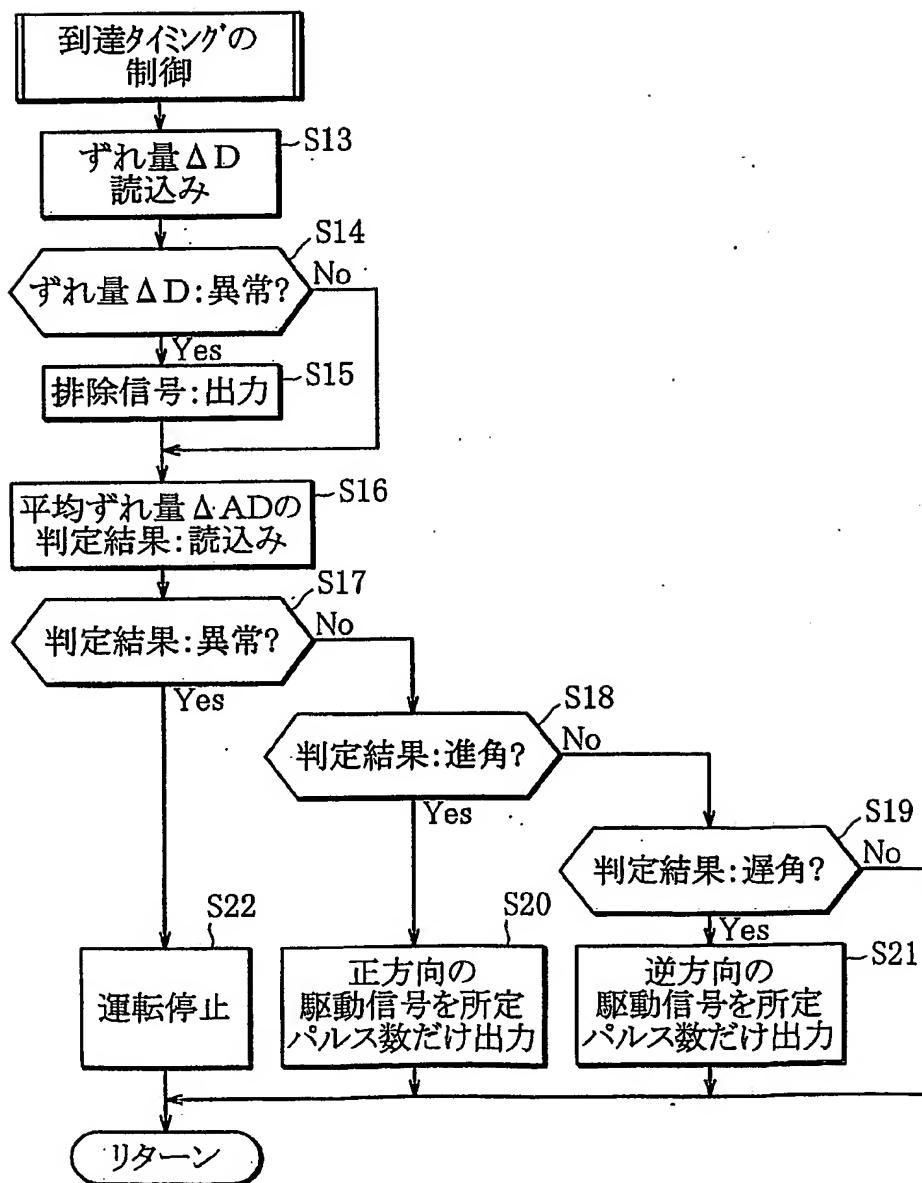 到達タイミングの
制御
S13
ずれ量ΔD
読込み
S14
ずれ量ΔD:異常?
No
Yes
S15
排除信号:出力
S16
平均ずれ量ΔADの
判定結果:読込み
S17
判定結果:異常?
No
Yes
S18
判定結果:進角?
No
Yes
S19
判定結果:遅角?
No
Yes
S22
運転停止
S20
正方向の
駆動信号を所定
パルス数だけ出力
S21
逆方向の
駆動信号を所定
パルス数だけ出力
リターン